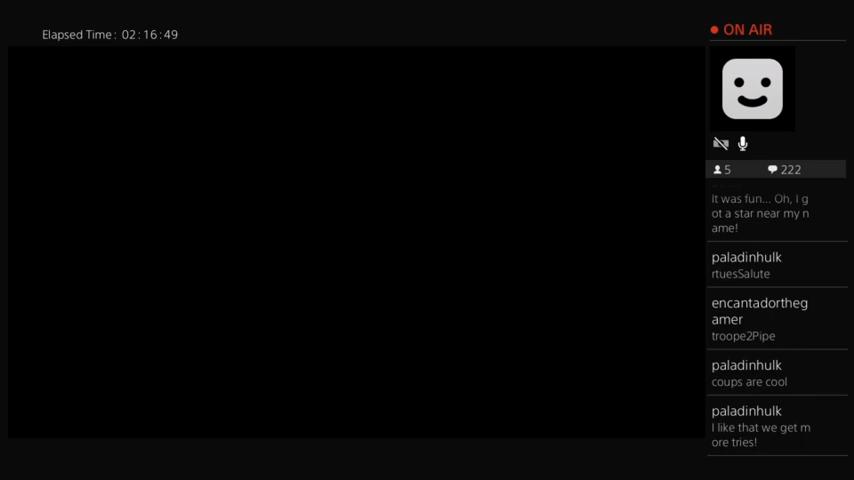 Elapsed Time: 02:16:49
ON AIR
5 222
It was fun... Oh, I g
ot a star near my n
ame!
paladinhulk
rtuesSalute
encantadortheg
amer
troope2Pipe
paladinhulk
coups are cool
paladinhulk
I like that we get m
ore tries!